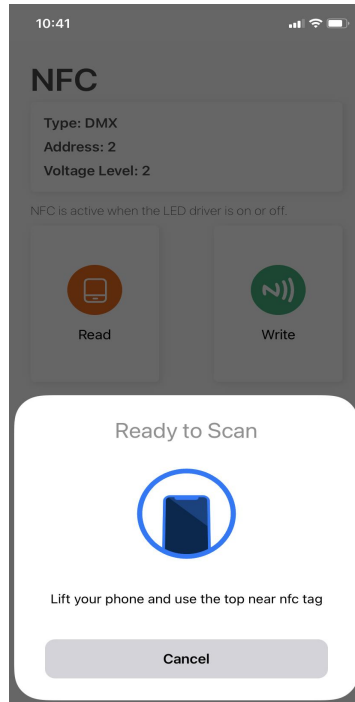 10:41
NFC
Type: DMX
Address: 2
Voltage Level: 2
NFC is active when the LED driver is on or off.
Read
Write
Ready to Scan
Lift your phone and use the top near nfc tag
Cancel